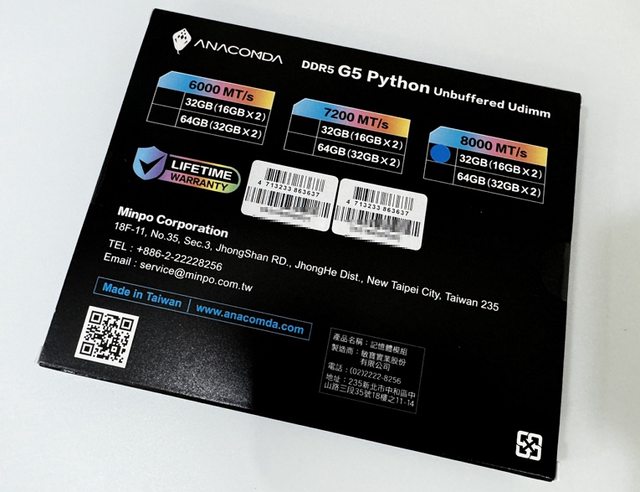 ANACOMDA
DDR5 G5 Python Unbuffered Udimm
6000 MT/s
32GB(16GB×2)
64GB(32GB×2)
7200 MT/s
32GB(16GB×2)
64GB(32GB×2)
8000 MT/s
32GB(16GB×2)
64GB(32GB×2)
LIFETIME
WARRANTY
4 713233 863637
4 713233 863637
Minpo Corporation
18F-11, No.35, Sec.3, JhongShan RD., JhongHe Dist., New Taipei City, Taiwan 235
TEL : +886-2-22228256
Email : service@minpo.com.tw
Made in Taiwan | www.anacomda.com
產品名稱：記憶體模組
製造商：敏寶實業股份
有限公司
電話：(02)2222-8256
地址：235新北市中和區中
山路三段35號18樓之11-14